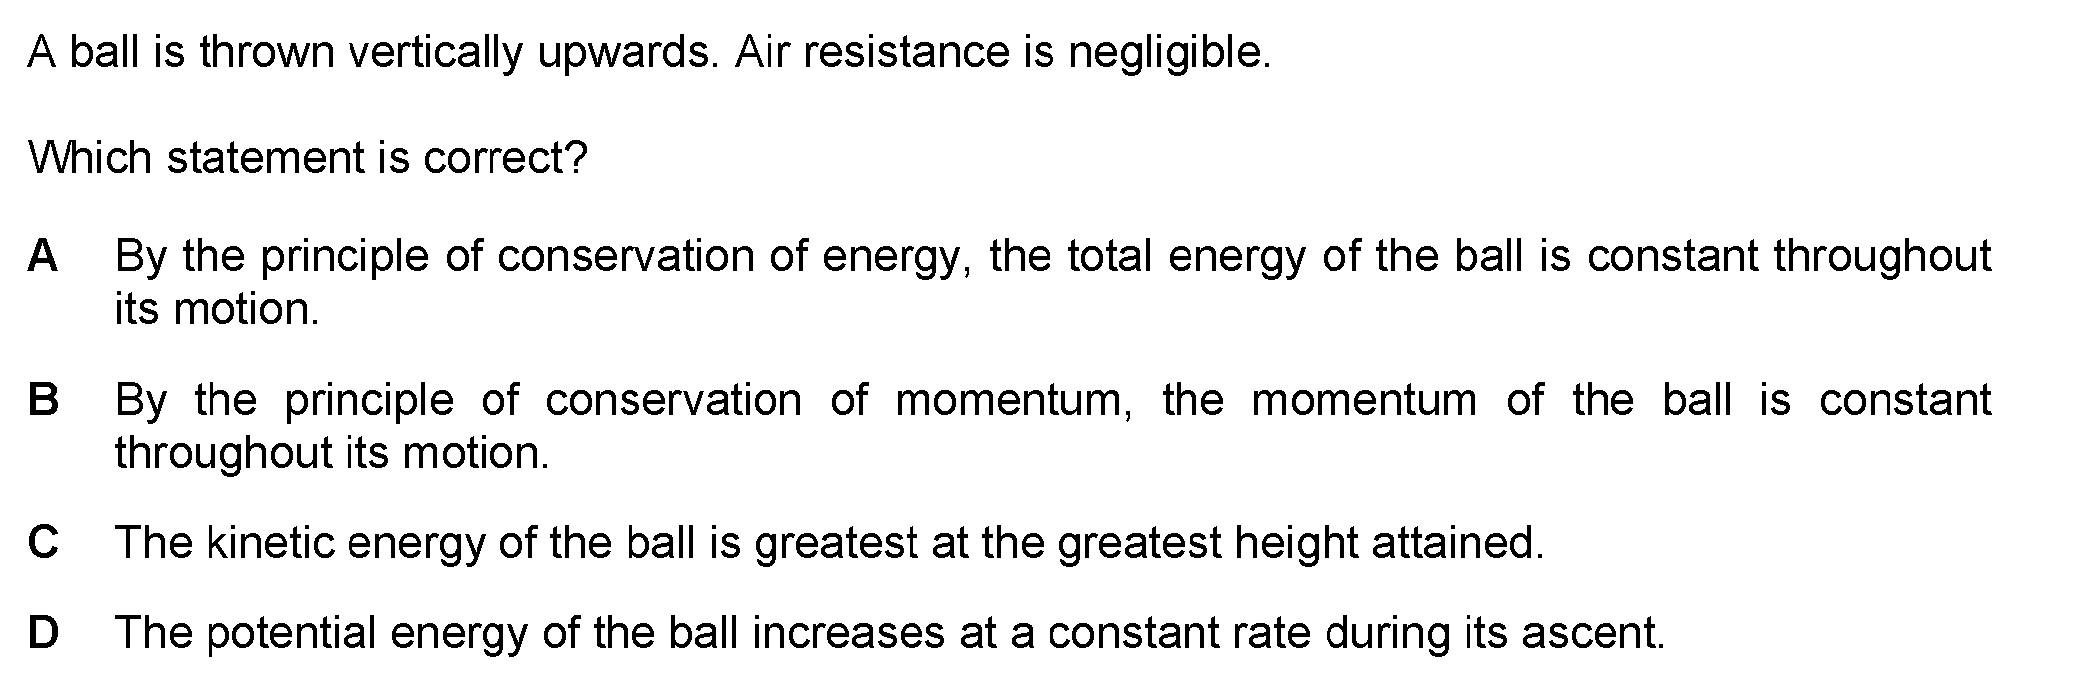 A ball is thrown vertically upwards. Air resistance is negligible.
Which statement is correct?
A By the principle of conservation of energy, the total energy of the ball is constant throughout
its motion.
B By the principle of conservation of momentum, the momentum of the ball is constant
throughout its motion.
C The kinetic energy of the ball is greatest at the greatest height attained.
D The potential energy of the ball increases at a constant rate during its ascent.